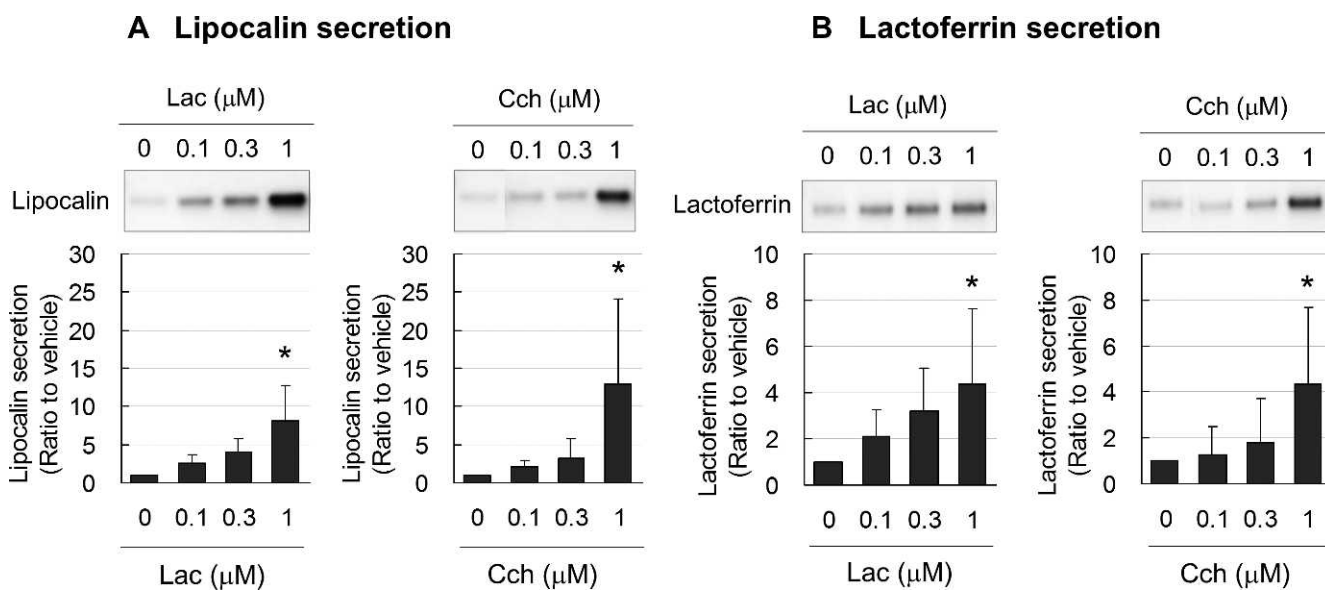 A Lipocalin secretion
Lac (μM)
0 0.1 0.3 1
Lipocalin
30
25
20
15
10
5
0
Lipocalin secretion
(Ratio to vehicle)
*
0 0.1 0.3 1
Lac (μM)
Cch (μM)
0 0.1 0.3 1
30
25
20
15
10
5
0
Lipocalin secretion
(Ratio to vehicle)
*
0 0.1 0.3 1
Cch (μM)
B Lactoferrin secretion
Lac (μM)
0 0.1 0.3 1
Lactoferrin
10
8
6
4
2
0
Lactoferrin secretion
(Ratio to vehicle)
*
0 0.1 0.3 1
Lac (μM)
Cch (μM)
0 0.1 0.3 1
10
8
6
4
2
0
Lactoferrin secretion
(Ratio to vehicle)
*
0 0.1 0.3 1
Cch (μM)